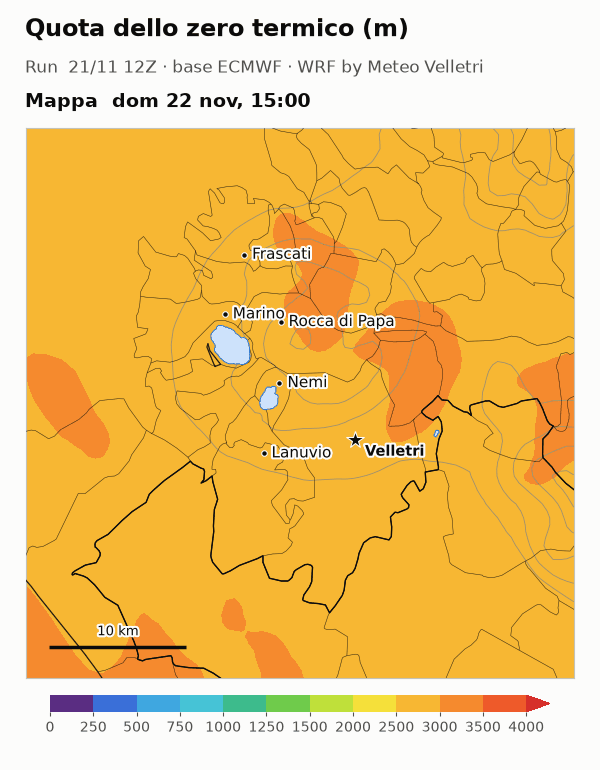 Quota dello zero termico (m)
Run 21/11 12Z · base ECMWF · WRF by Meteo Velletri
Mappa dom 22 nov, 15:00
Frascati
Marino
Rocca di Papa
Nemi
Velletri
Lanuvio
10 km
0 250 500 750 1000 1250 1500 2000 2500 3000 3500 4000